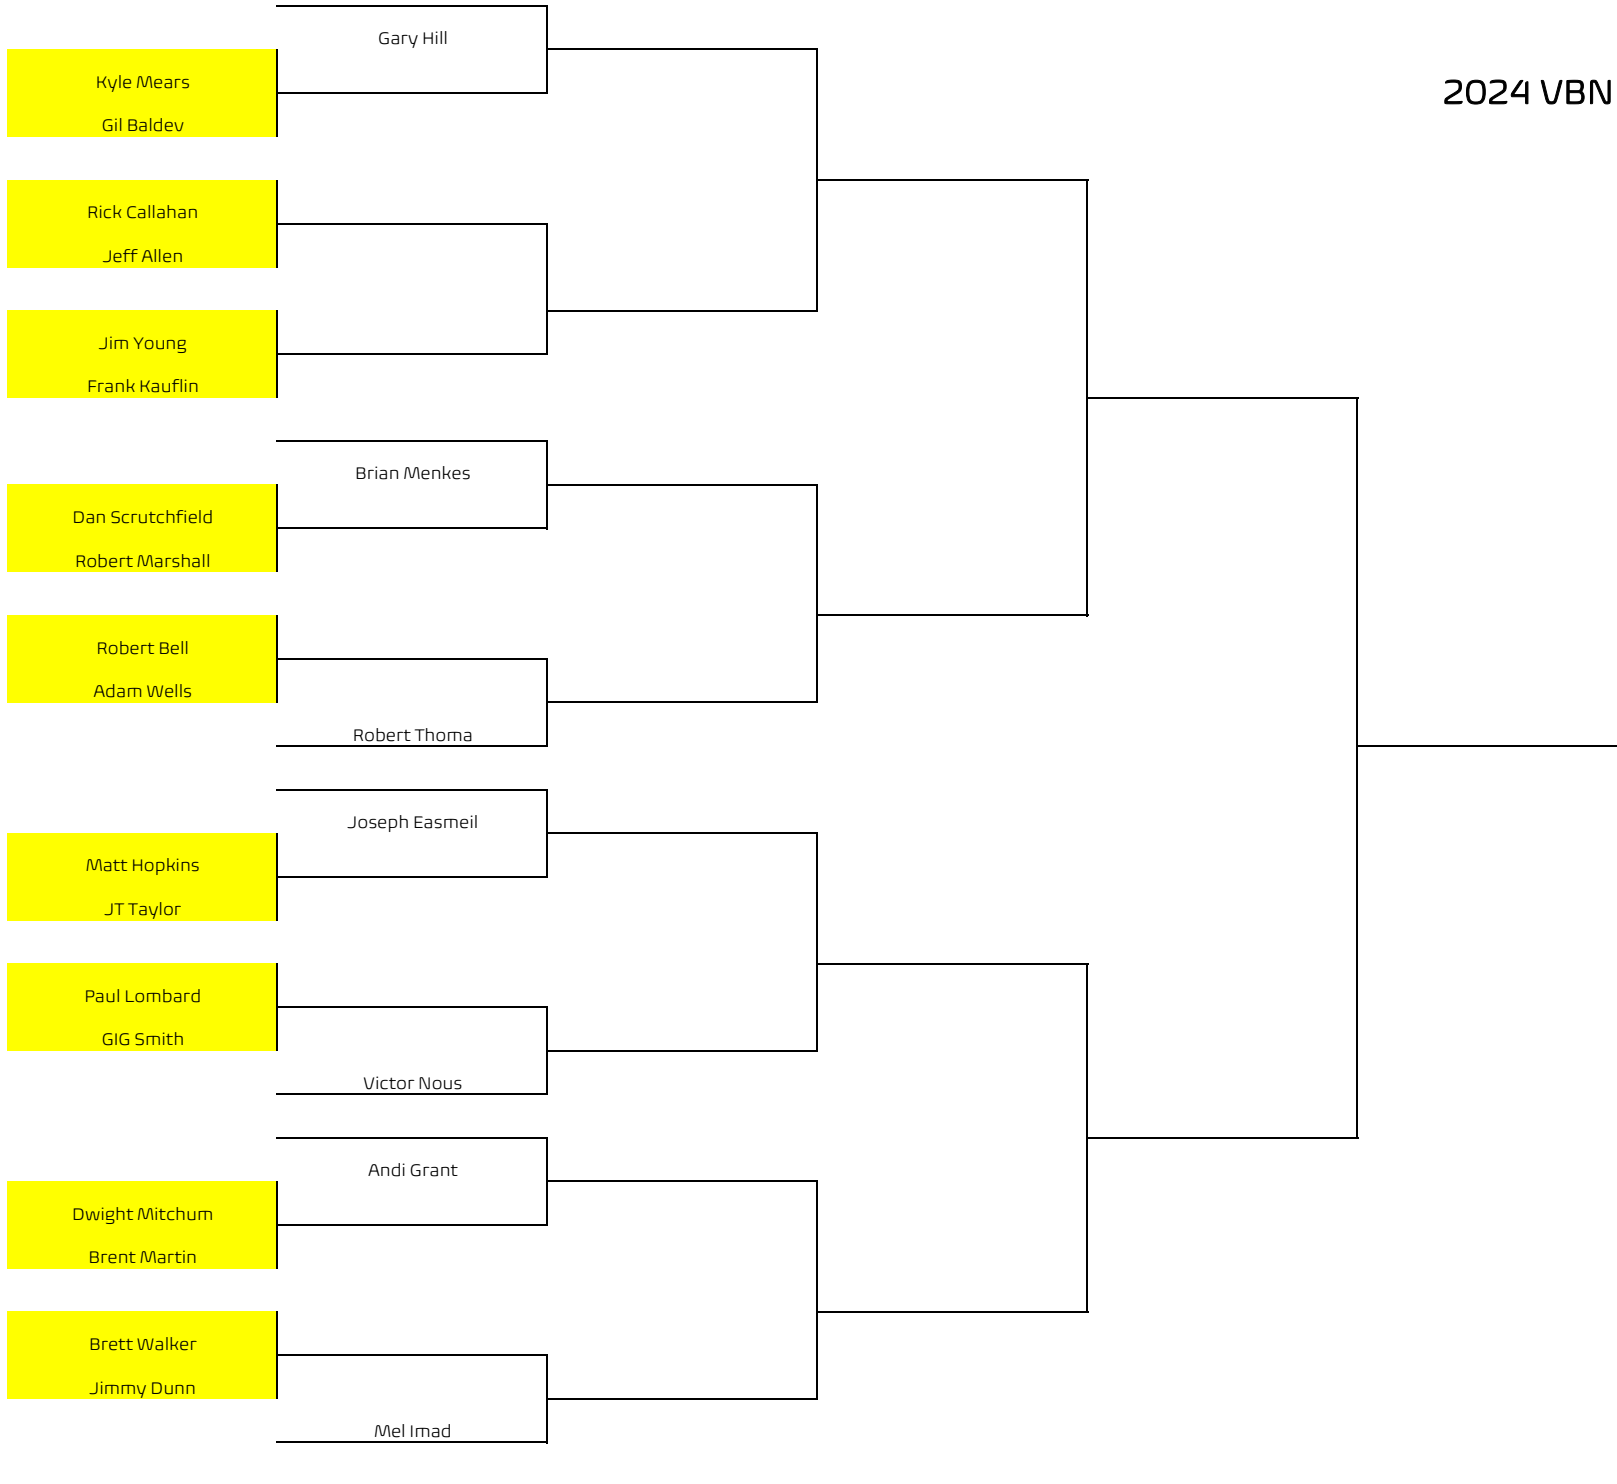 Gary Hill
Kyle Mears
2024 VBN
Gil Baldev
Rick Callahan
Jeff Allen
Jim Young
Frank Kauflin
Brian Menkes
Dan Scrutchfield
Robert Marshall
Robert Bell
Adam Wells
Robert Thoma
Joseph Easmeil
Matt Hopkins
JT Taylor
Paul Lombard
GIG Smith
Victor Nous
Andi Grant
Dwight Mitchum
Brent Martin
Brett Walker
Jimmy Dunn
Mel Imad